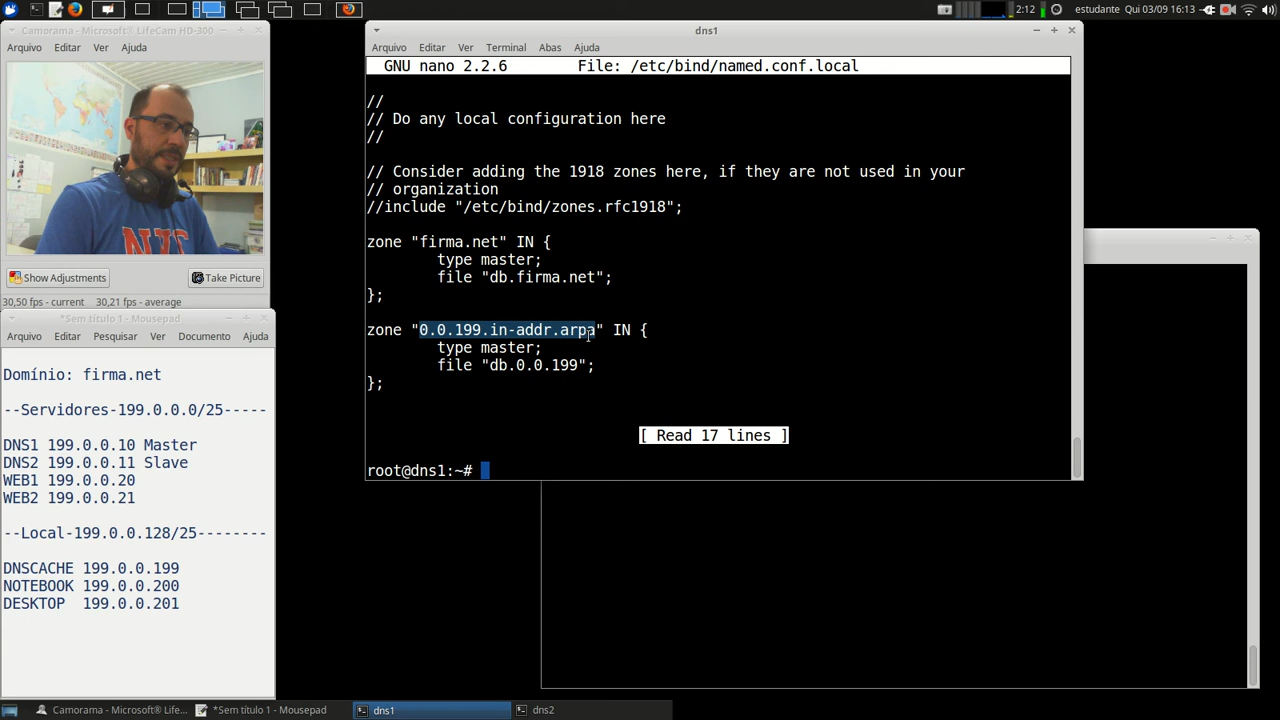 2:12
estudante Qui 03/09 16:13
Camorama - Microsoft® LifeCam HD-300
Arquivo Editar Ver Ajuda
Show Adjustments
Take Picture
30,50 fps - current 30,21 fps - average
*Sem título 1 - Mousepad
Arquivo Editar Pesquisar Ver Documento Ajuda
Domínio: firma.net
--Servidores-199.0.0.0/25-----
DNS1 199.0.0.10 Master
DNS2 199.0.0.11 Slave
WEB1 199.0.0.20
WEB2 199.0.0.21
--Local-199.0.0.128/25--------
DNSCACHE 199.0.0.199
NOTEBOOK 199.0.0.200
DESKTOP 199.0.0.201
dns1
Arquivo Editar Ver Terminal Abas Ajuda
GNU nano 2.2.6 File: /etc/bind/named.conf.local
//
// Do any local configuration here
//
// Consider adding the 1918 zones here, if they are not used in your
// organization
//include "/etc/bind/zones.rfc1918";
zone "firma.net" IN {
type master;
file "db.firma.net";
};
zone "0.0.199.in-addr.arpa" IN {
type master;
file "db.0.0.199";
};
[ Read 17 lines ]
root@dns1:~#
Camorama - Microsoft® Life...
*Sem título 1 - Mousepad
dns1
dns2